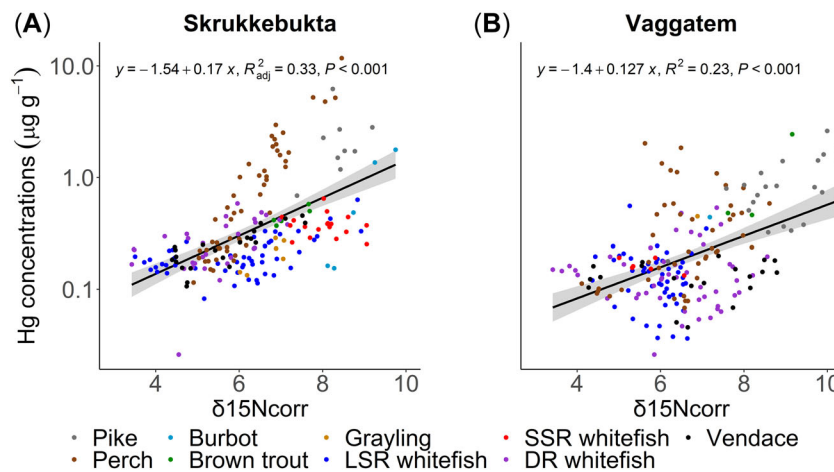 (A) Skrukkebukta
(B) Vaggatem
y = −1.54 + 0.17 x, R²adj = 0.33, P < 0.001
y = −1.4 + 0.127 x, R² = 0.23, P < 0.001
Hg concentrations (μg g⁻¹)
10.0
1.0
0.1
4 6 8 10
4 6 8 10
δ15Ncorr
δ15Ncorr
Pike Burbot Grayling SSR whitefish Vendace
Perch Brown trout LSR whitefish DR whitefish